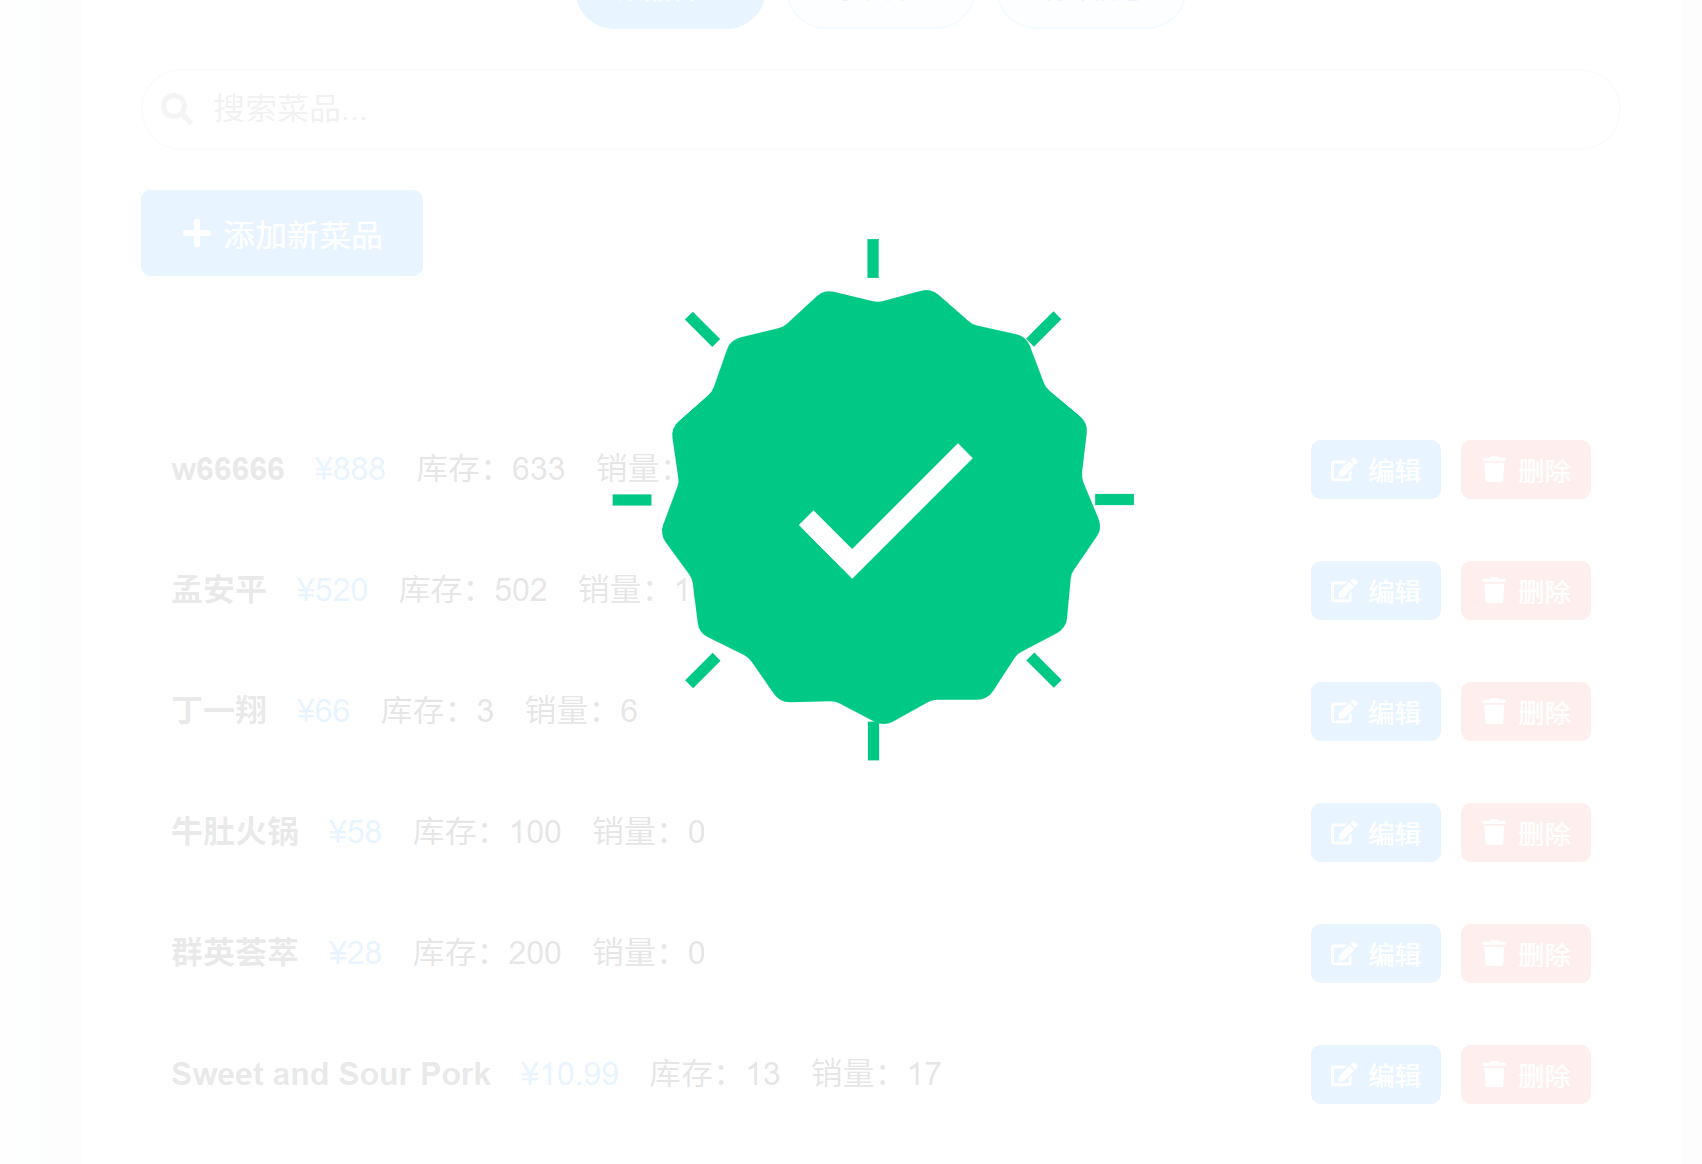 搜索菜品...
添加新菜品
w66666 ¥888 库存：633 销量： 编辑 删除
孟安平 ¥520 库存：502 销量：1 编辑 删除
丁一翔 ¥66 库存：3 销量：6 编辑 删除
牛肚火锅 ¥58 库存：100 销量：0 编辑 删除
群英荟萃 ¥28 库存：200 销量：0 编辑 删除
Sweet and Sour Pork ¥10.99 库存：13 销量：17 编辑 删除